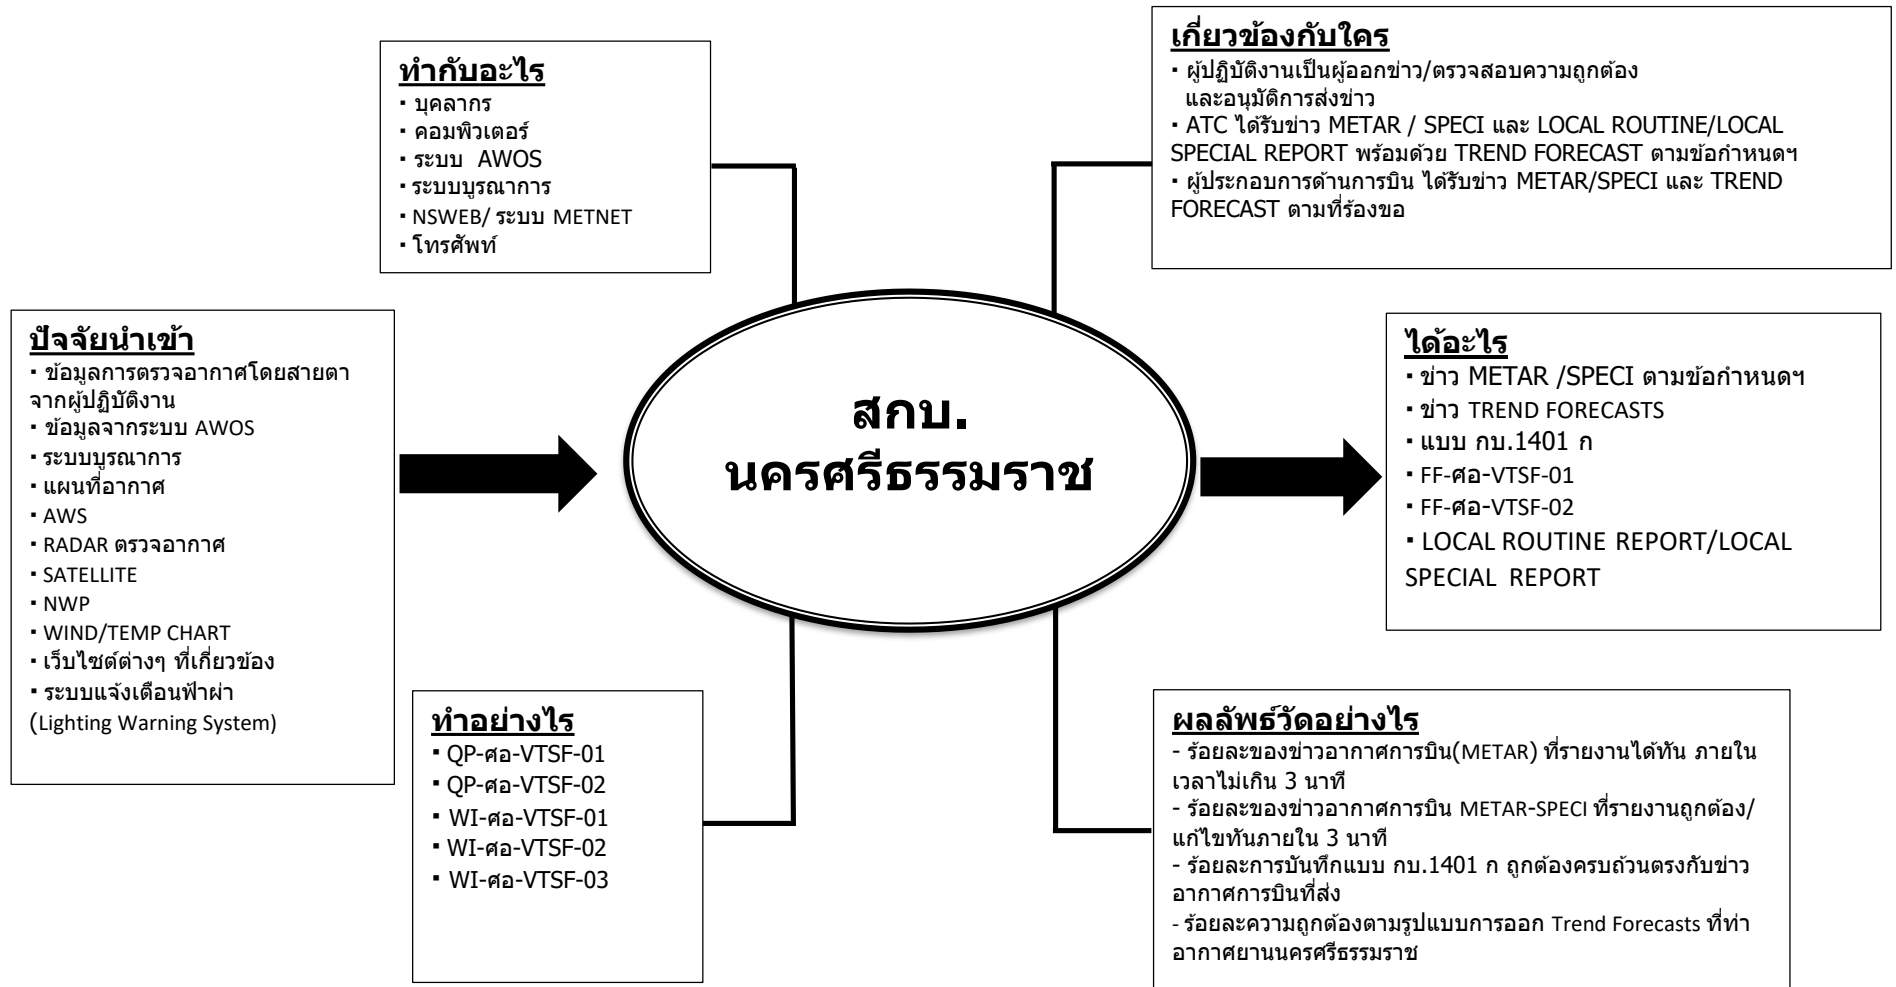 ทำกับอะไร
▪ บุคลากร
▪ คอมพิวเตอร์
▪ ระบบ AWOS
▪ ระบบบูรณาการ
▪ NSWEB/ ระบบ METNET
▪ โทรศัพท์
เกี่ยวข้องกับใคร
▪ ผู้ปฏิบัติงานเป็นผู้ออกข่าว/ตรวจสอบความถูกต้อง
และอนุมัติการส่งข่าว
▪ ATC ได้รับข่าว METAR / SPECI และ LOCAL ROUTINE/LOCAL
SPECIAL REPORT พร้อมด้วย TREND FORECAST ตามข้อกำหนดฯ
▪ ผู้ประกอบการด้านการบิน ได้รับข่าว METAR/SPECI และ TREND
FORECAST ตามที่ร้องขอ
ปัจจัยนำเข้า
▪ ข้อมูลการตรวจอากาศโดยสายตา
จากผู้ปฏิบัติงาน
▪ ข้อมูลจากระบบ AWOS
▪ ระบบบูรณาการ
▪ แผนที่อากาศ
▪ AWS
▪ RADAR ตรวจอากาศ
▪ SATELLITE
▪ NWP
▪ WIND/TEMP CHART
▪ เว็บไซต์ต่างๆ ที่เกี่ยวข้อง
▪ ระบบแจ้งเตือนฟ้าผ่า
(Lighting Warning System)
สกบ.
นครศรีธรรมราช
ได้อะไร
▪ ข่าว METAR /SPECI ตามข้อกำหนดฯ
▪ ข่าว TREND FORECASTS
▪ แบบ กบ.1401 ก
▪ FF-ศอ-VTSF-01
▪ FF-ศอ-VTSF-02
▪ LOCAL ROUTINE REPORT/LOCAL
SPECIAL REPORT
ทำอย่างไร
▪ QP-ศอ-VTSF-01
▪ QP-ศอ-VTSF-02
▪ WI-ศอ-VTSF-01
▪ WI-ศอ-VTSF-02
▪ WI-ศอ-VTSF-03
ผลลัพธ์วัดอย่างไร
- ร้อยละของข่าวอากาศการบิน(METAR) ที่รายงานได้ทัน ภายใน
เวลาไม่เกิน 3 นาที
- ร้อยละของข่าวอากาศการบิน METAR-SPECI ที่รายงานถูกต้อง/
แก้ไขทันภายใน 3 นาที
- ร้อยละการบันทึกแบบ กบ.1401 ก ถูกต้องครบถ้วนตรงกับข่าว
อากาศการบินที่ส่ง
- ร้อยละความถูกต้องตามรูปแบบการออก Trend Forecasts ที่ท่า
อากาศยานนครศรีธรรมราช